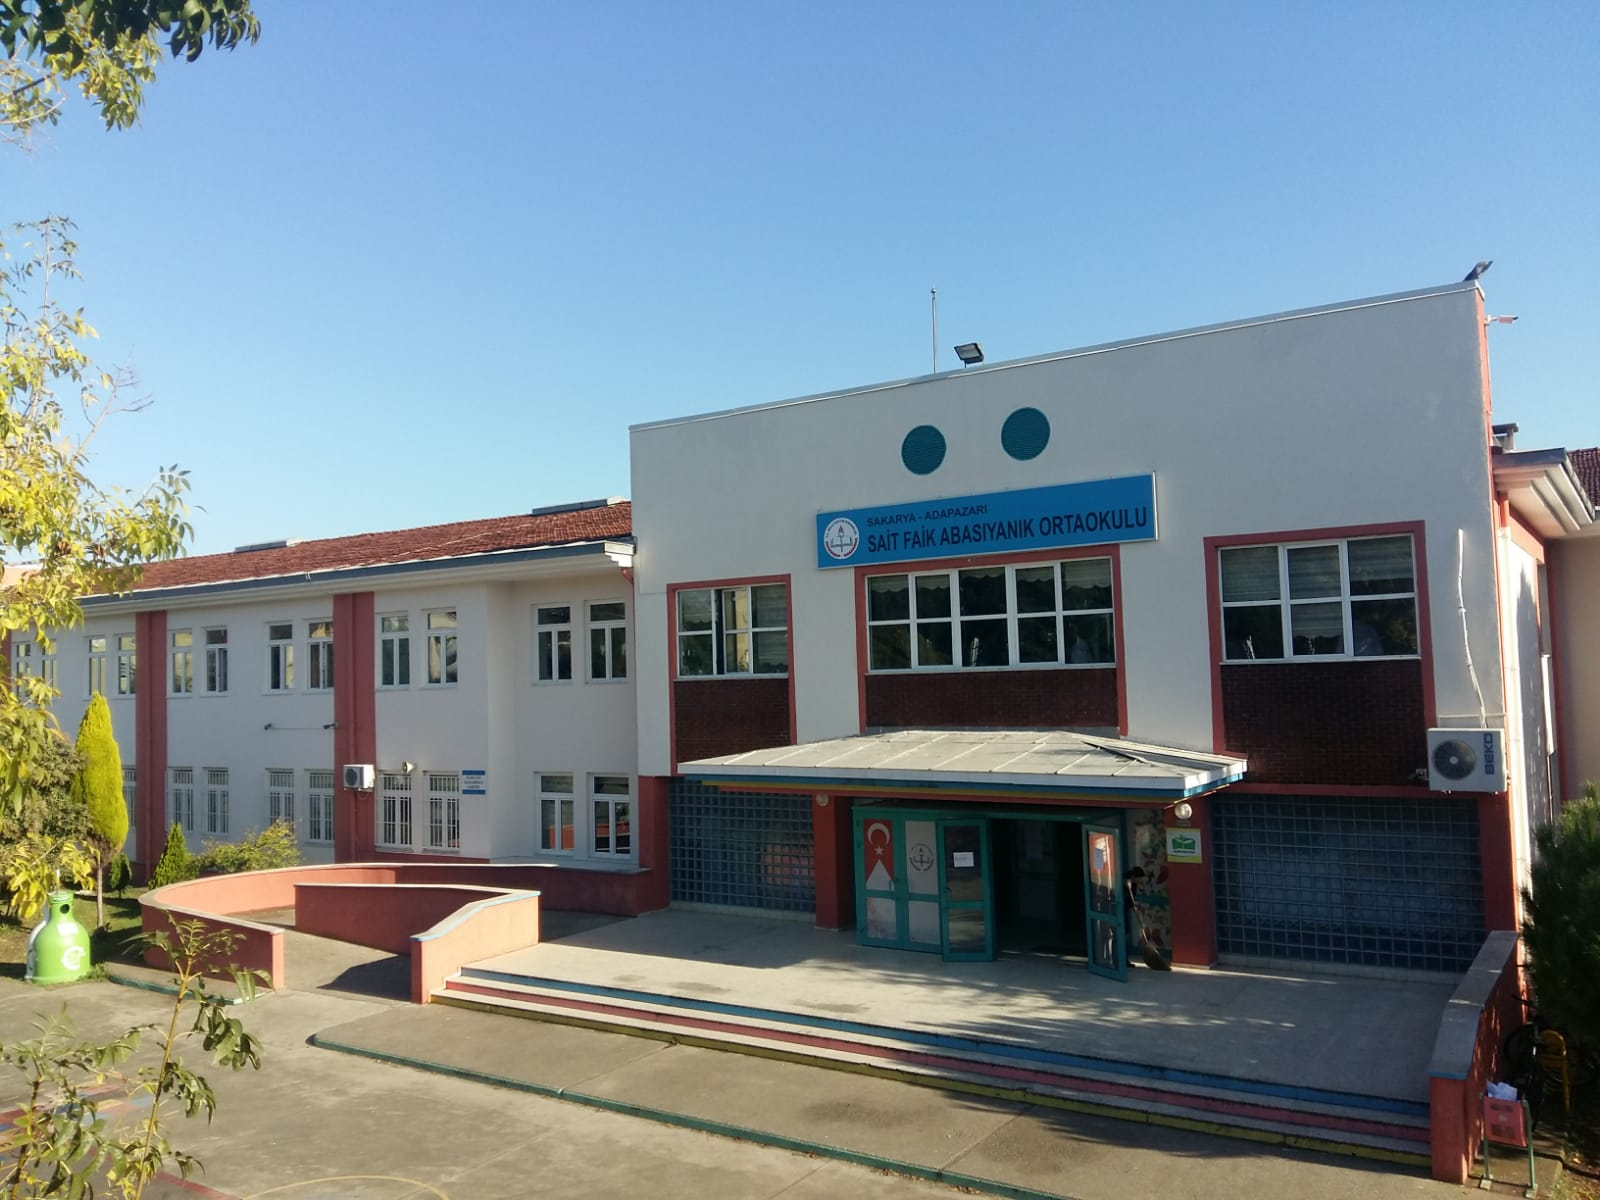 SAKARYA - ADAPAZARI
SAİT FAİK ABASIYANIK ORTAOKULU
BEKO